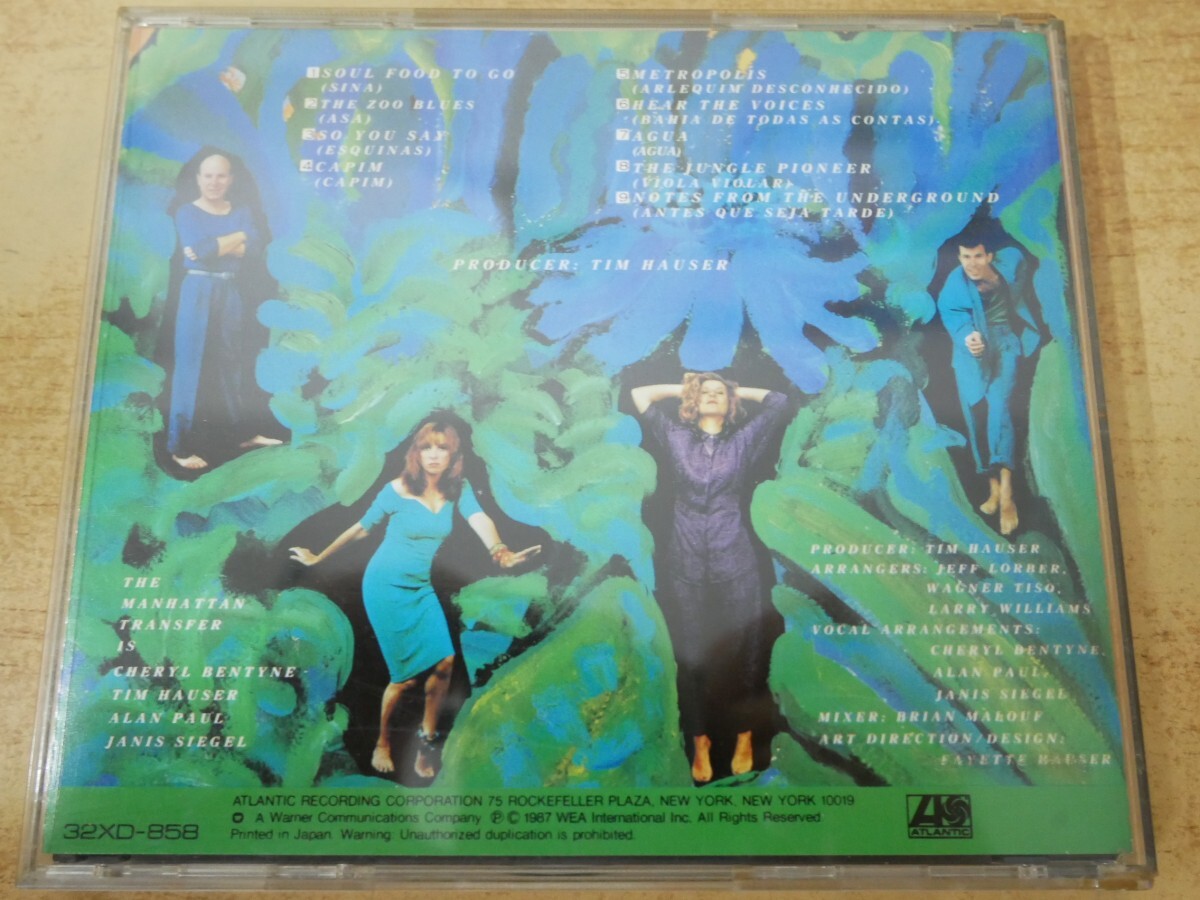 1 SOUL FOOD TO GO
(SINA)
2 THE ZOO BLUES
(ASA)
3 SO YOU SAY
(ESQUINAS)
4 CAPIM
(CAPIM)
5 METROPOLIS
(ARLEQUIM DESCONHECIDO)
6 HEAR THE VOICES
(BAHIA DE TODAS AS CONTAS)
7 AGUA
(AGUA)
8 THE JUNGLE PIONEER
(VIOLA VIOLAR)
9 NOTES FROM THE UNDERGROUND
(ANTES QUE SEJA TARDE)
PRODUCER: TIM HAUSER
THE
MANHATTAN
TRANSFER
IS
CHERYL BENTYNE
TIM HAUSER
ALAN PAUL
JANIS SIEGEL
PRODUCER: TIM HAUSER
ARRANGERS: JEFF LORBER,
WAGNER TISO,
LARRY WILLIAMS
VOCAL ARRANGEMENTS:
CHERYL BENTYNE,
ALAN PAUL,
JANIS SIEGEL
MIXER: BRIAN MALOUF
ART DIRECTION/DESIGN:
FAYETTE HAUSER
32XD-858
ATLANTIC RECORDING CORPORATION 75 ROCKEFELLER PLAZA, NEW YORK, NEW YORK 10019
A Warner Communications Company ℗ © 1987 WEA International Inc. All Rights Reserved.
Printed in Japan. Warning: Unauthorized duplication is prohibited.
ATLANTIC